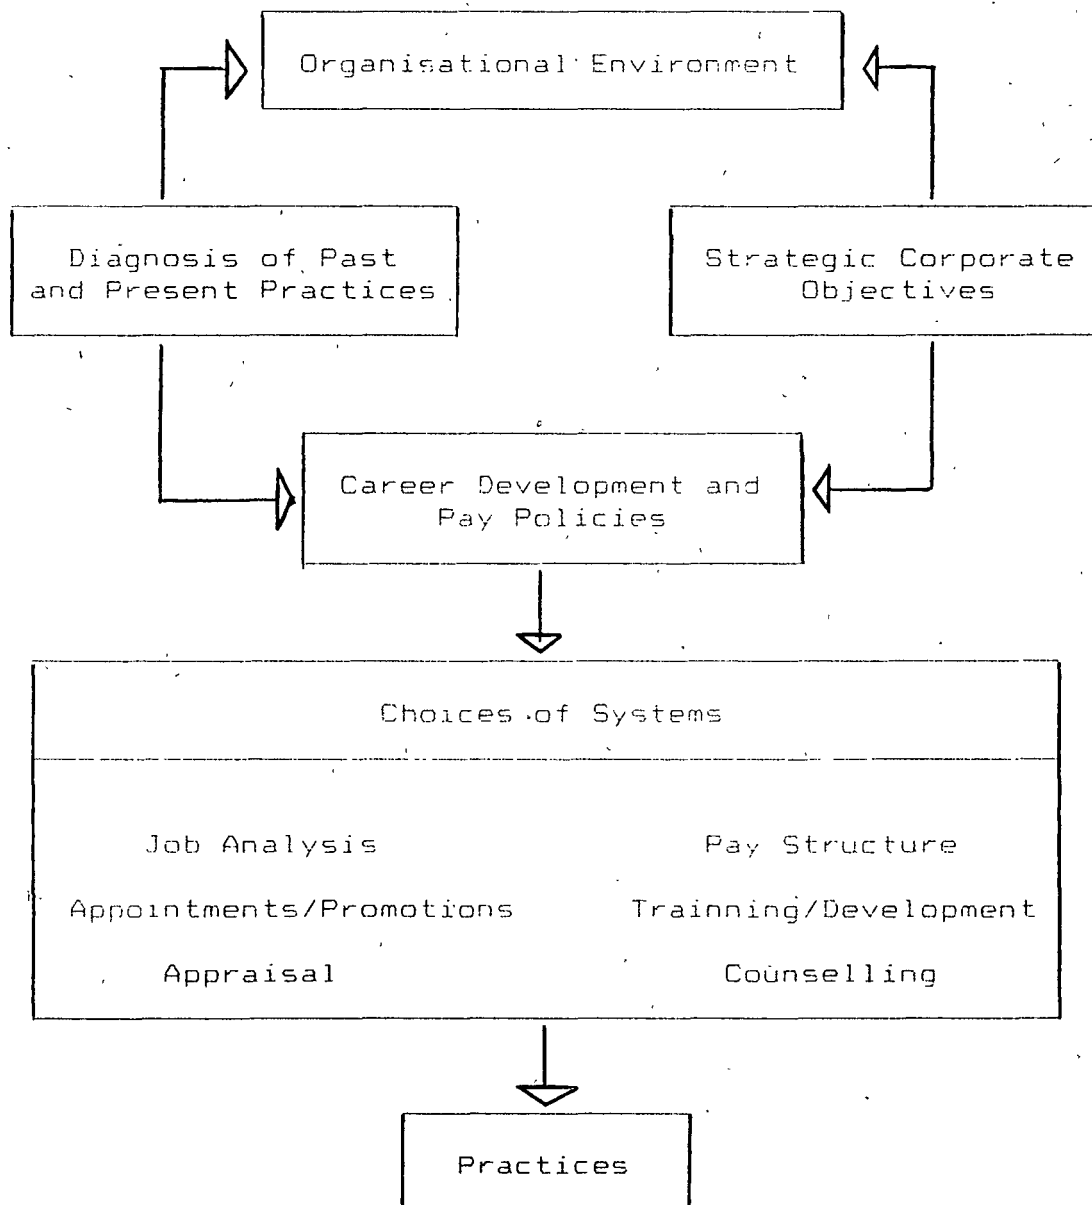 Organisational Environment
Diagnosis of Past
and Present Practices
Strategic Corporate
Objectives
Career Development and
Pay Policies
Choices of Systems
Job Analysis
Pay Structure
Appointments/Promotions
Trainning/Development
Appraisal
Counselling
Practices